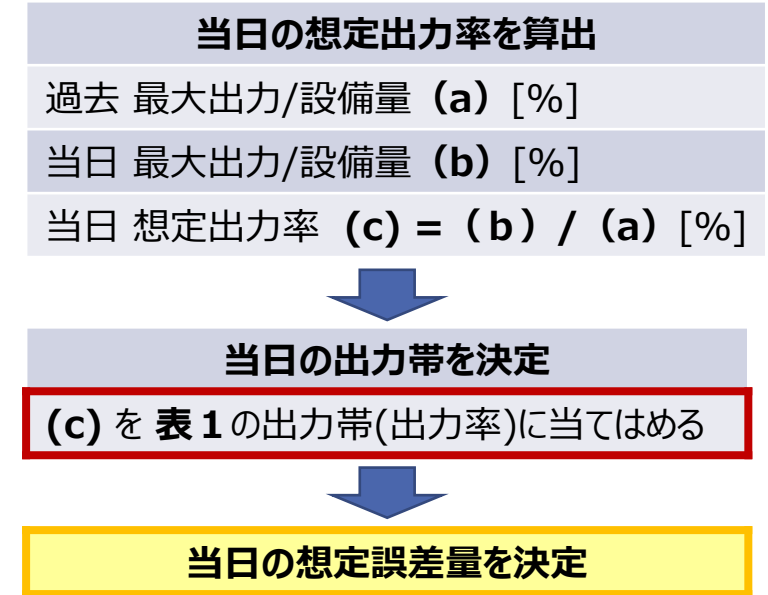 当日の想定出力率を算出
過去 最大出力/設備量（a）[%]
当日 最大出力/設備量（b）[%]
当日 想定出力率 (c) =（ｂ）/（a）[%]
当日の出力帯を決定
(c) を 表１の出力帯(出力率)に当てはめる
当日の想定誤差量を決定